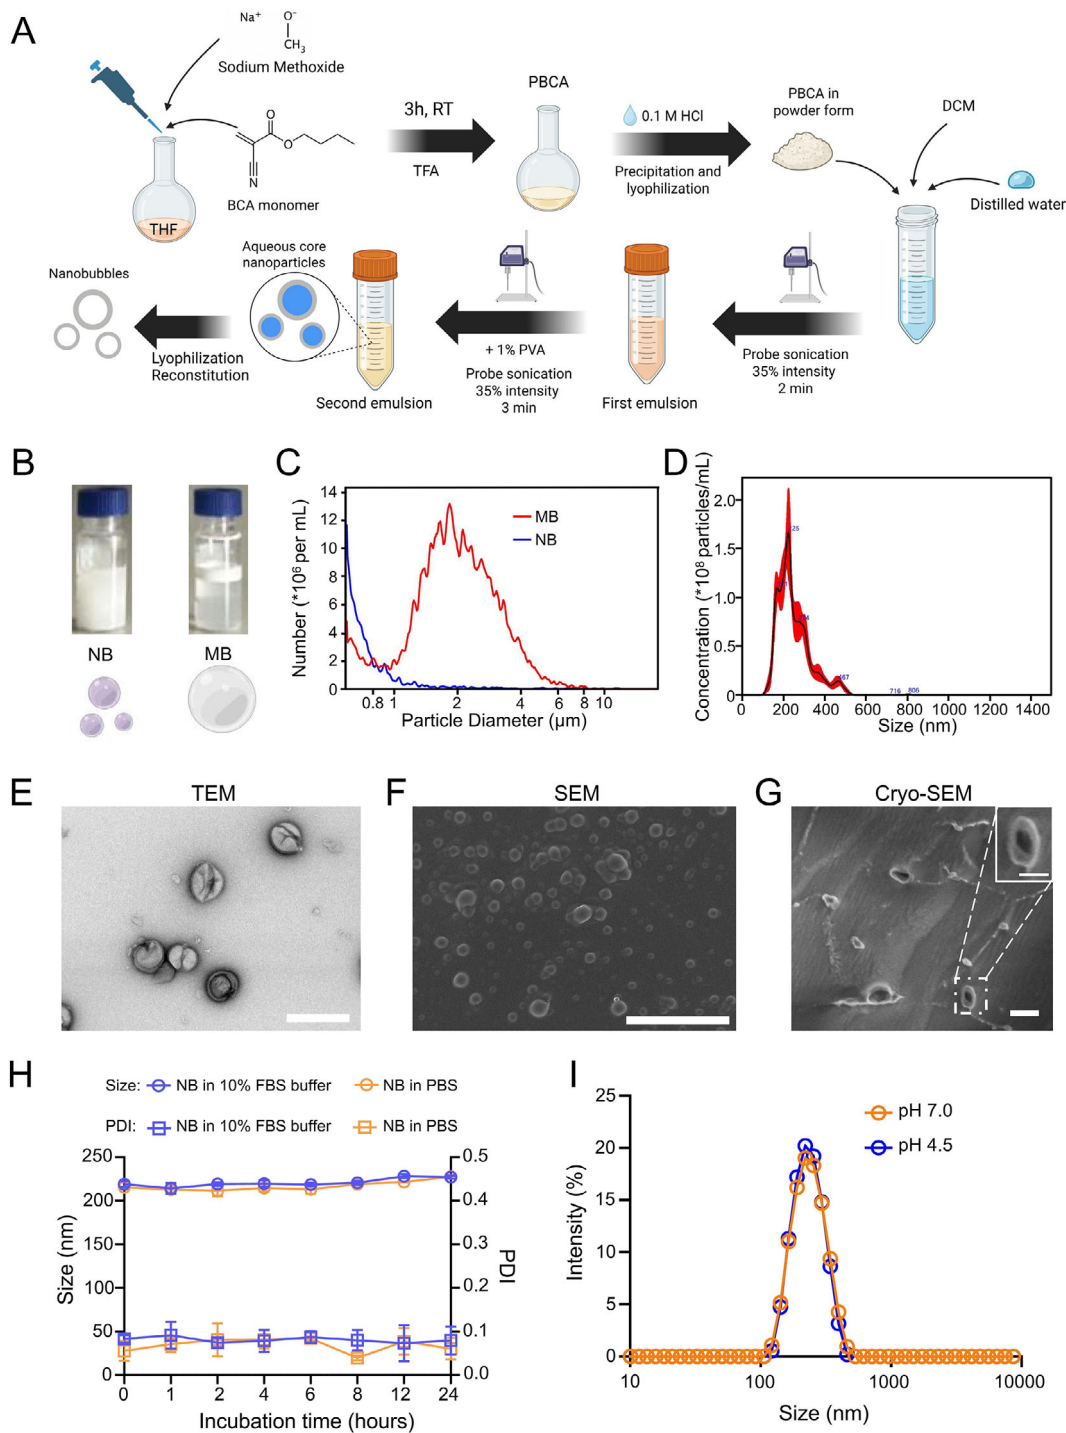 A
Na⁺
O⁻
CH₃
Sodium Methoxide
O
O
N
BCA monomer
THF
3h, RT
TFA
PBCA
0.1 M HCl
Precipitation and
lyophilization
PBCA in
powder form
DCM
Distilled water
Nanobubbles
Lyophilization
Reconstitution
Aqueous core
nanoparticles
Second emulsion
+ 1% PVA
Probe sonication
35% intensity
3 min
First emulsion
Probe sonication
35% intensity
2 min
B
NB
MB
C
Number (*10⁶ per mL)
14
12
10
8
6
4
2
0
MB
NB
0.8 1 2 4 6 8 10
Particle Diameter (µm)
D
Concentration (*10⁸ particles/mL)
2.0
1.5
1.0
0.5
0
716
806
0 200 400 600 800 1000 1200 1400
Size (nm)
E
TEM
F
SEM
G
Cryo-SEM
H
Size: NB in 10% FBS buffer NB in PBS
PDI: NB in 10% FBS buffer NB in PBS
Size (nm)
250
200
150
100
50
0
0.5
0.4
0.3
0.2
0.1
0.0
PDI
0 1 2 4 6 8 12 24
Incubation time (hours)
I
Intensity (%)
25
20
15
10
5
0
pH 7.0
pH 4.5
10 100 1000 10000
Size (nm)